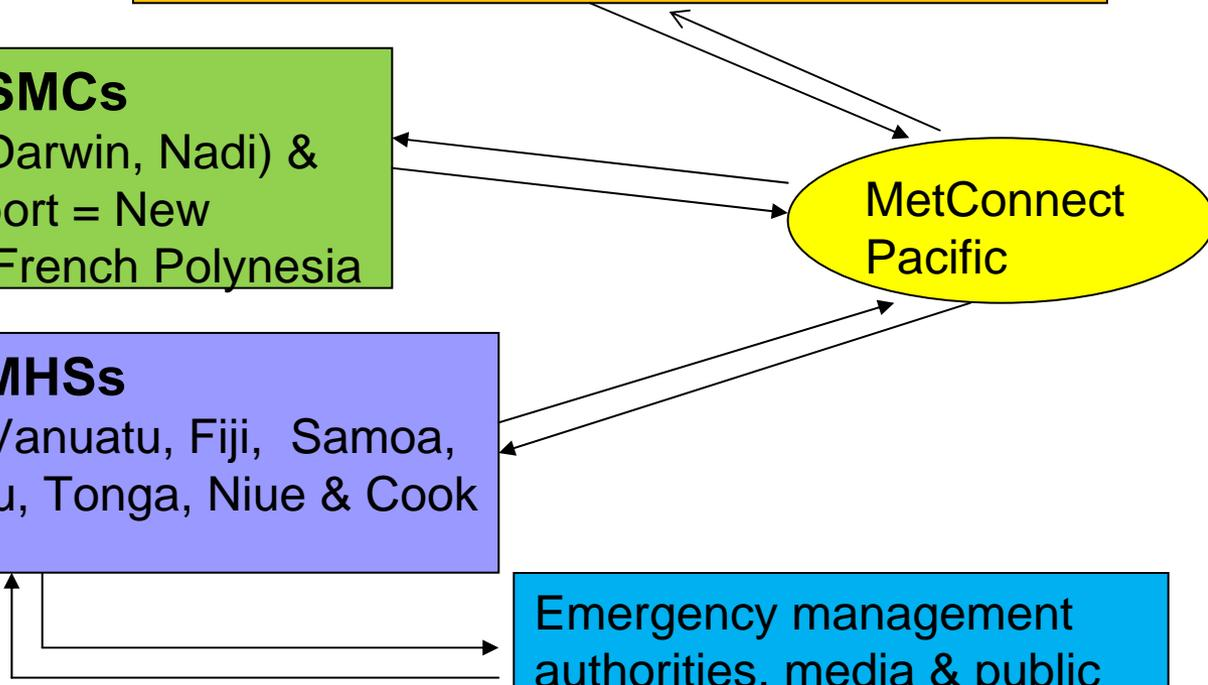 SMCs
Darwin, Nadi) &
ort = New
French Polynesia
MetConnect
Pacific
MHSs
Vanuatu, Fiji,  Samoa,
u, Tonga, Niue & Cook
Emergency management
authorities, media & public